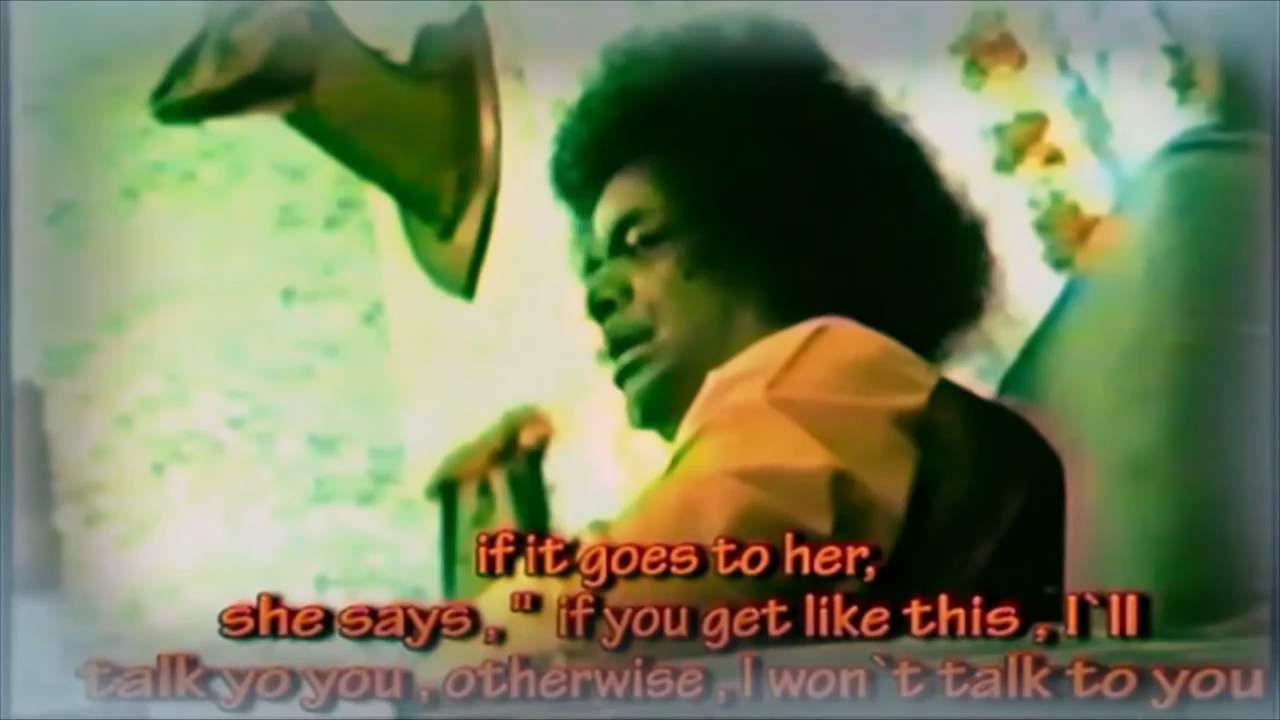 if it goes to her,
she says , " if you get like this , I`ll
talk yo you , otherwise , I won`t talk to you